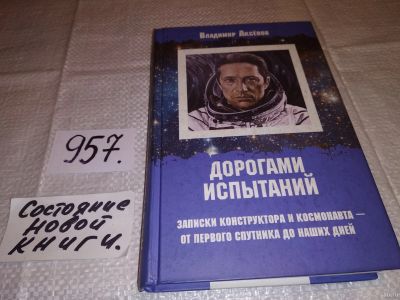 Владимир Аксёнов
ДОРОГАМИ
ИСПЫТАНИЙ
ЗАПИСКИ КОНСТРУКТОРА И КОСМОНАВТА —
ОТ ПЕРВОГО СПУТНИКА ДО НАШИХ ДНЕЙ
957.
Состояние
новой
книги.